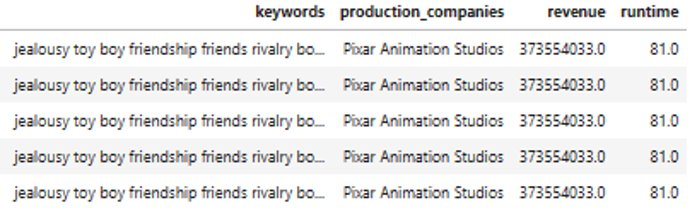 keywords production_companies revenue runtime
jealousy toy boy friendship friends rivalry bo... Pixar Animation Studios 373554033.0 81.0
jealousy toy boy friendship friends rivalry bo... Pixar Animation Studios 373554033.0 81.0
jealousy toy boy friendship friends rivalry bo... Pixar Animation Studios 373554033.0 81.0
jealousy toy boy friendship friends rivalry bo... Pixar Animation Studios 373554033.0 81.0
jealousy toy boy friendship friends rivalry bo... Pixar Animation Studios 373554033.0 81.0